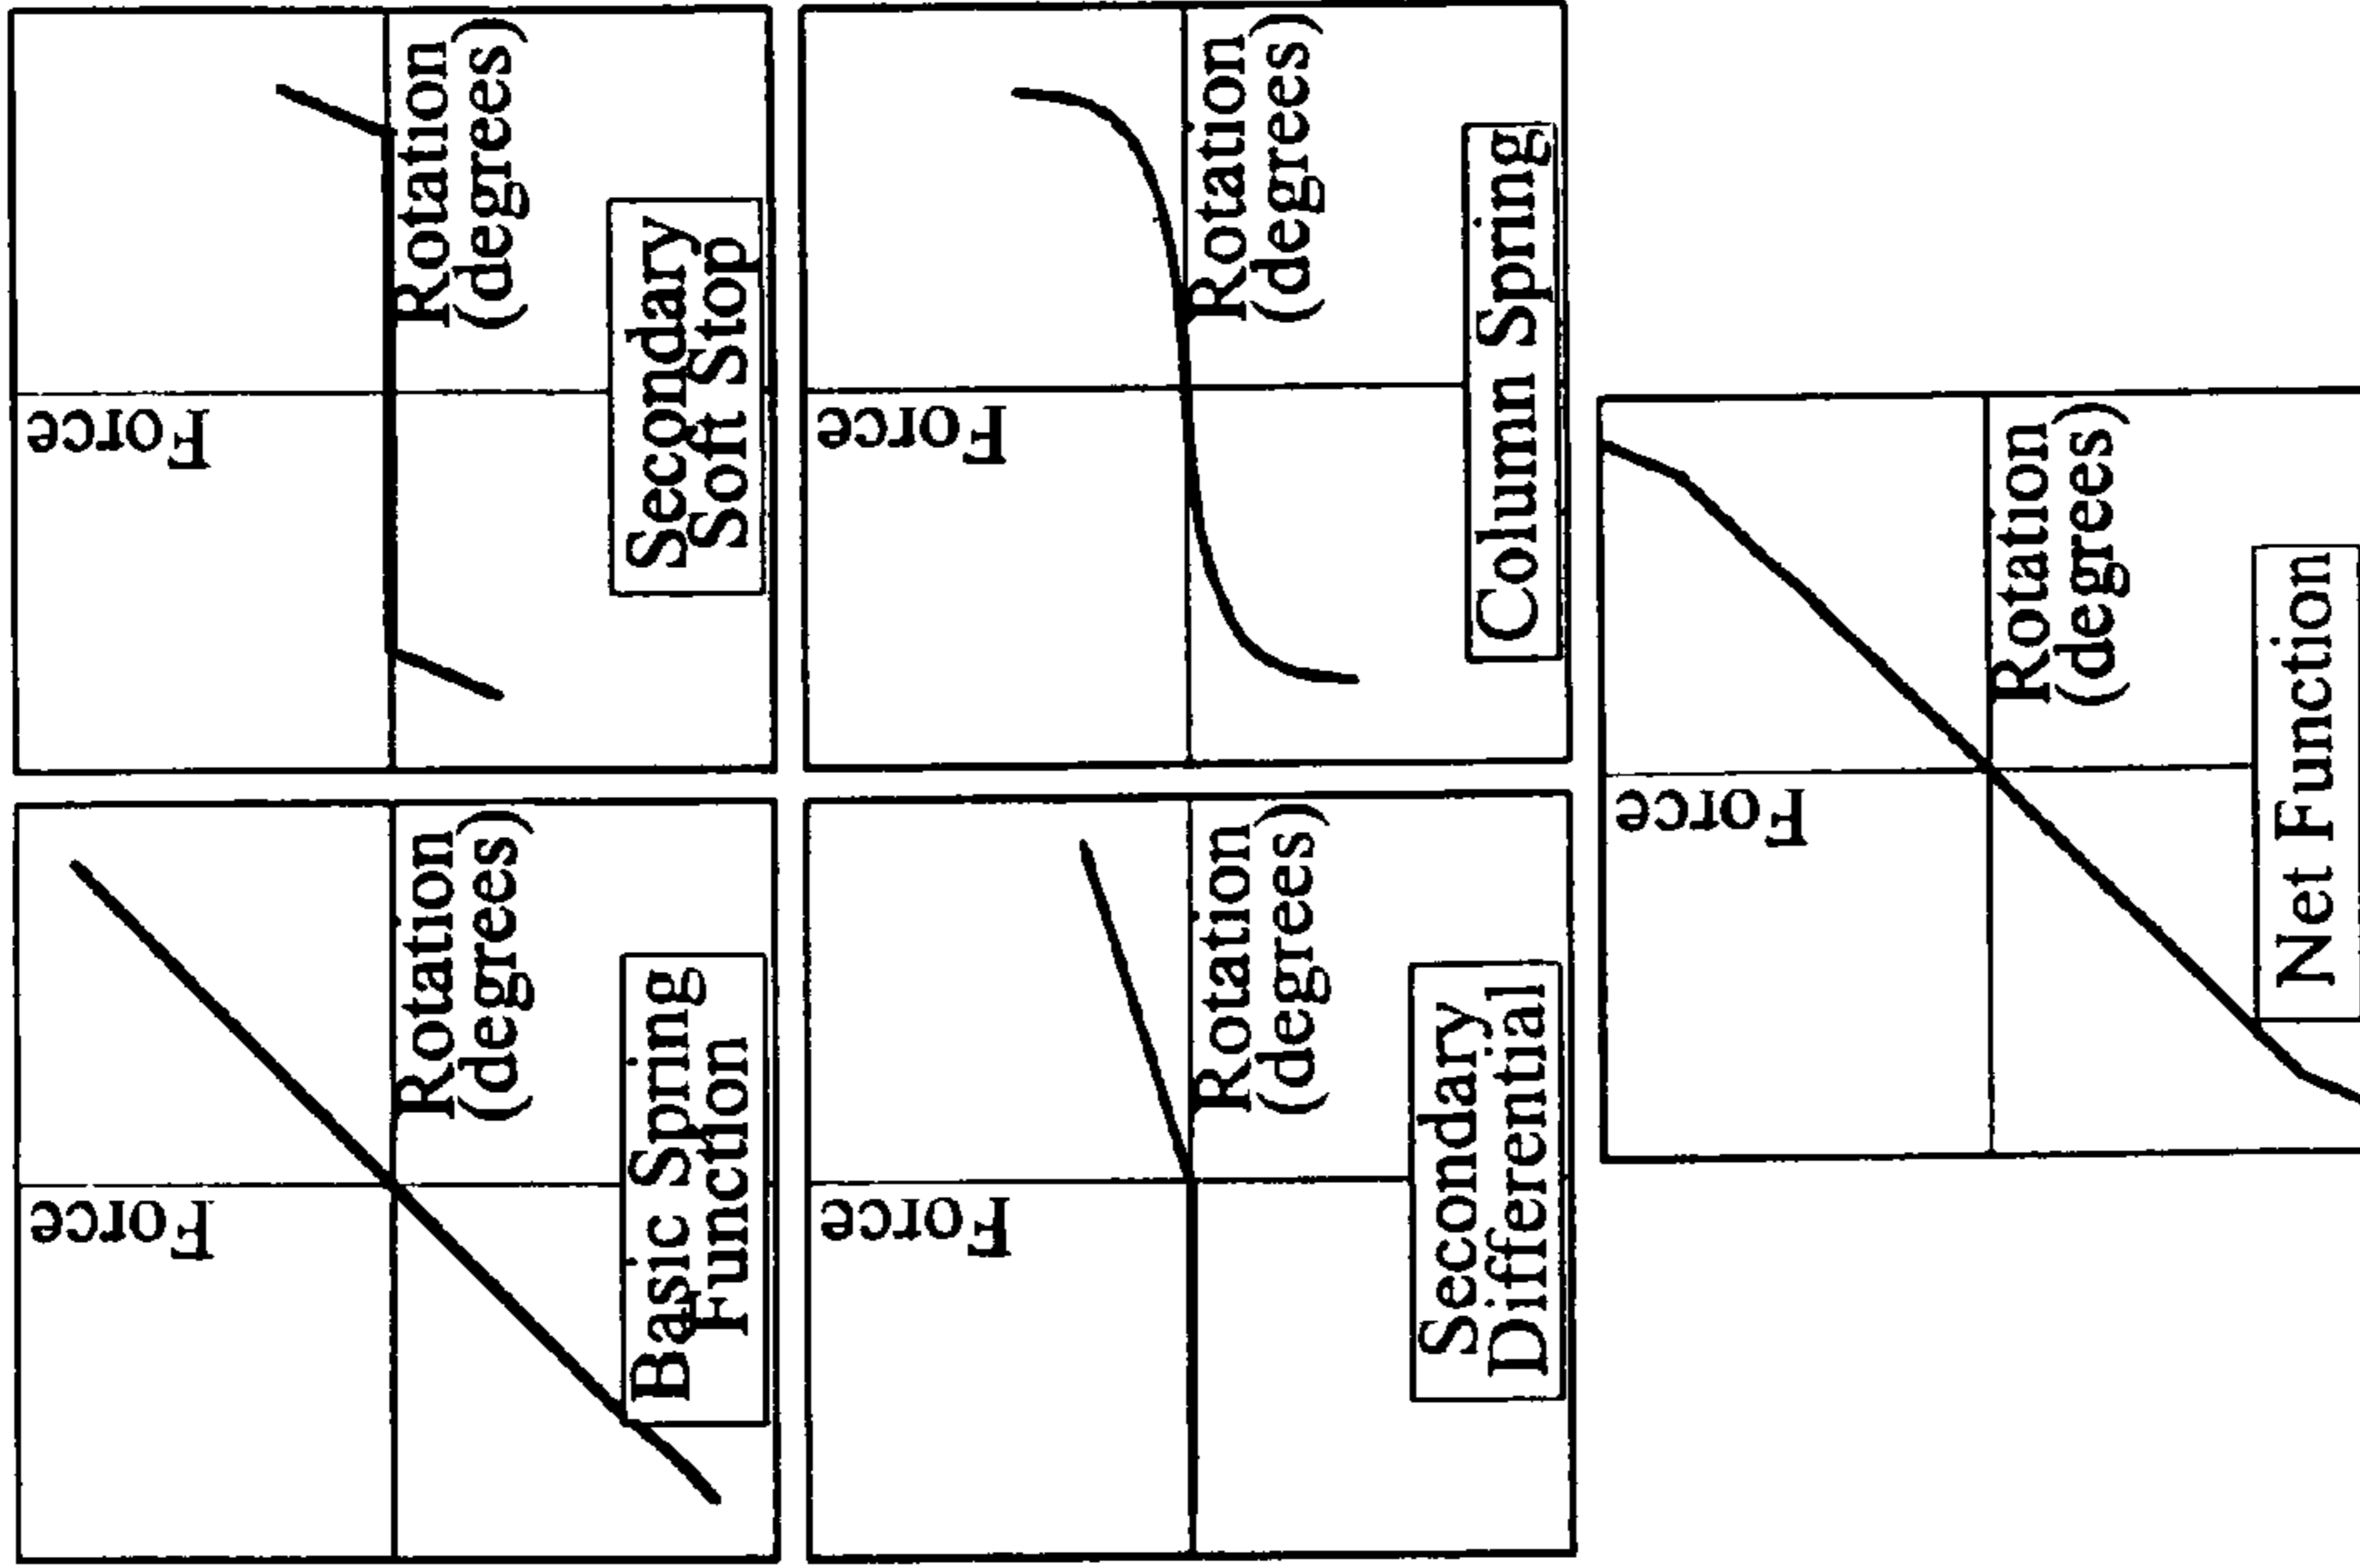 Force
Rotation
(degrees)
Basic Spring
Function
Force
Rotation
(degrees)
Secondary
Soft Stop
Force
Rotation
(degrees)
Secondary
Differential
Force
Rotation
(degrees)
Column Spring
Force
Rotation
(degrees)
Net Function